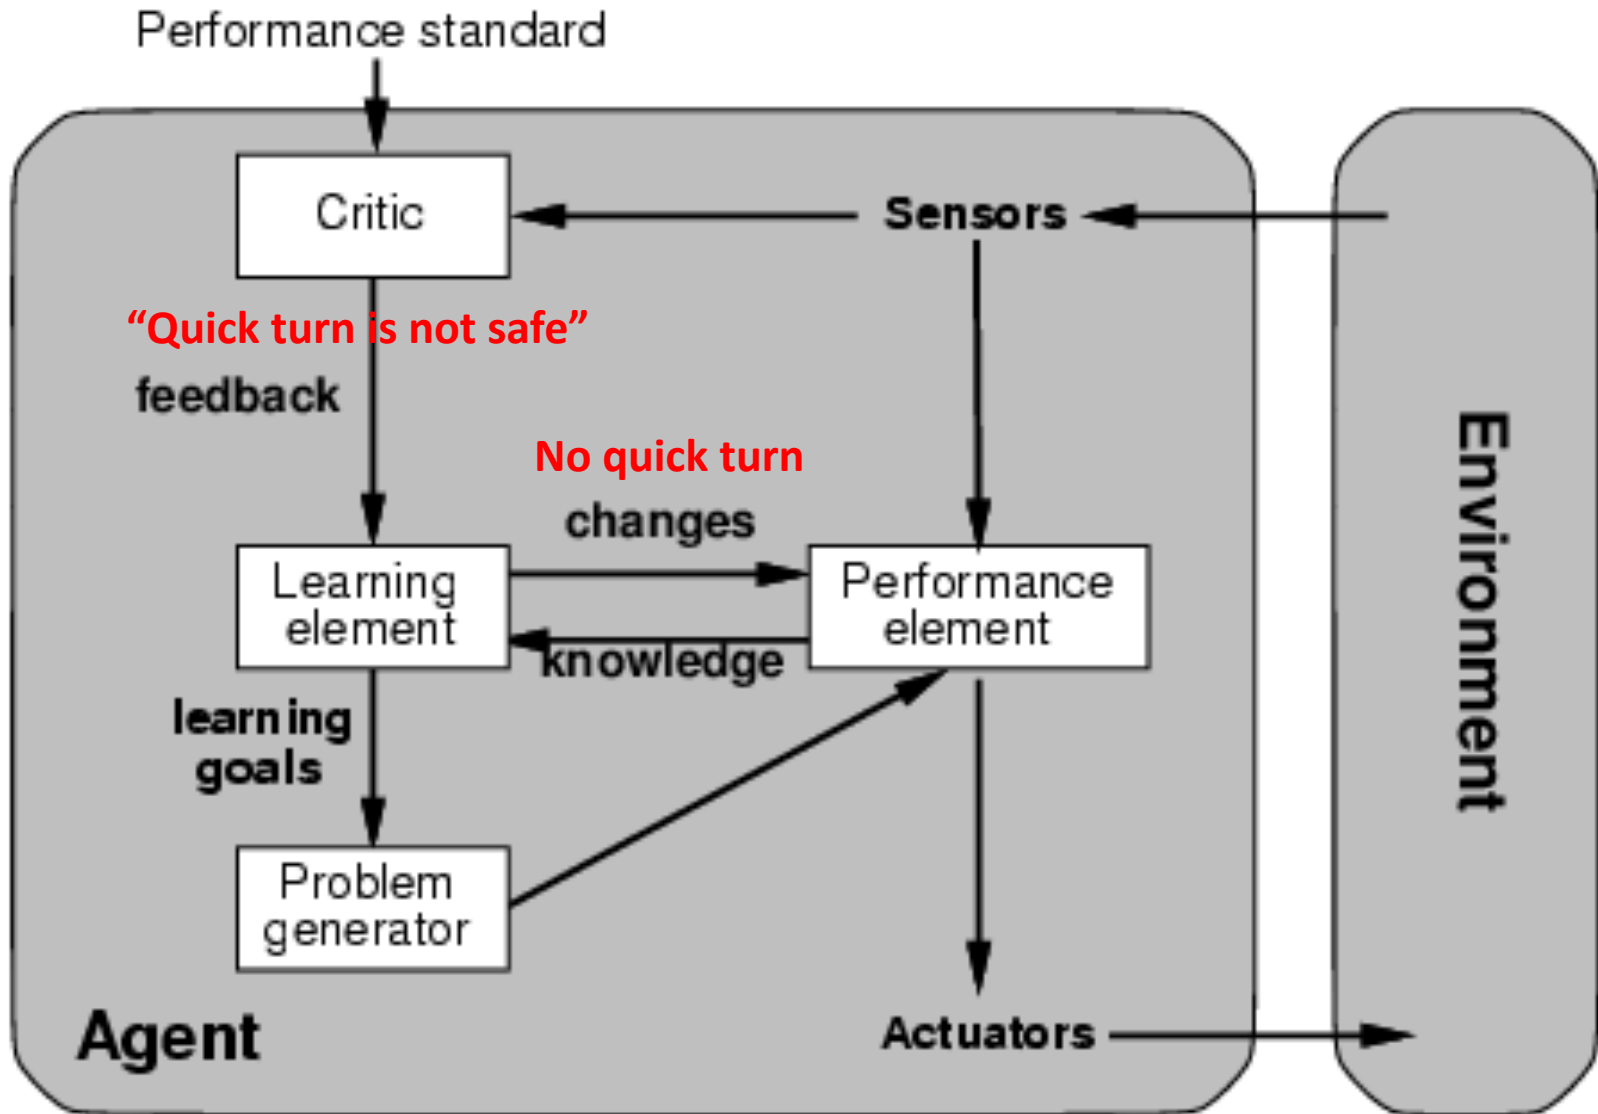 Performance standard
Critic
Sensors
“Quick turn is not safe”
feedback
No quick turn
changes
Learning
element
Performance
element
knowledge
learning
goals
Problem
generator
Agent
Actuators
Environment